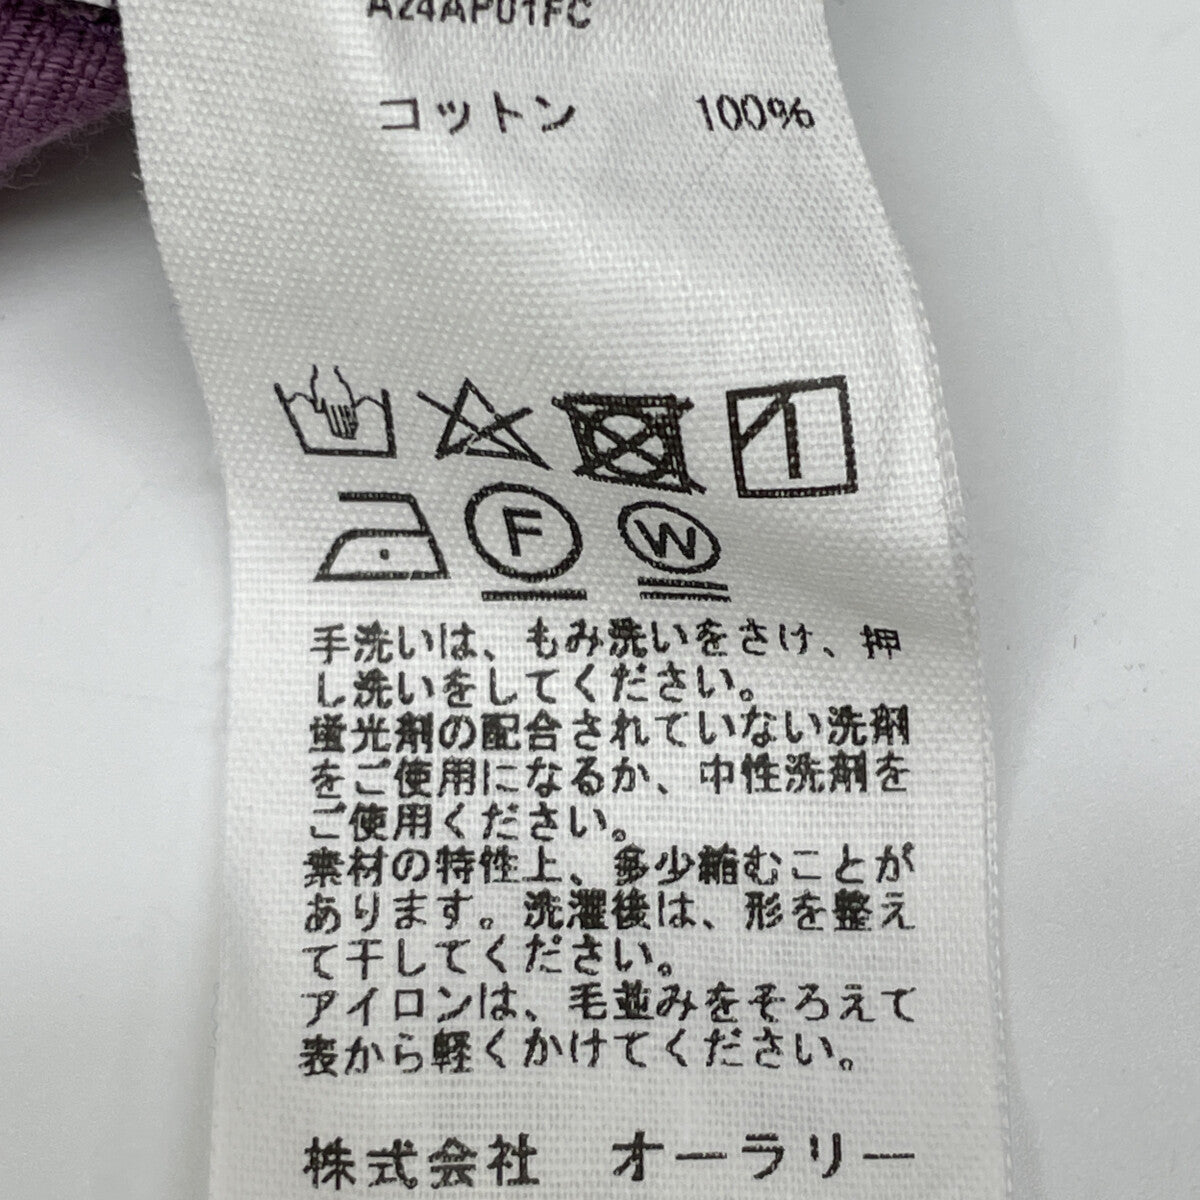 A24AP01FC
コットン 100%
F W
手洗いは、もみ洗いをさけ、押
し洗いをしてください。
蛍光剤の配合されていない洗剤
をご使用になるか、中性洗剤を
ご使用ください。
素材の特性上、多少縮むことが
あります。洗濯後は、形を整え
て干してください。
アイロンは、毛並みをそろえて
表から軽くかけてください。
株式会社 オーラリー